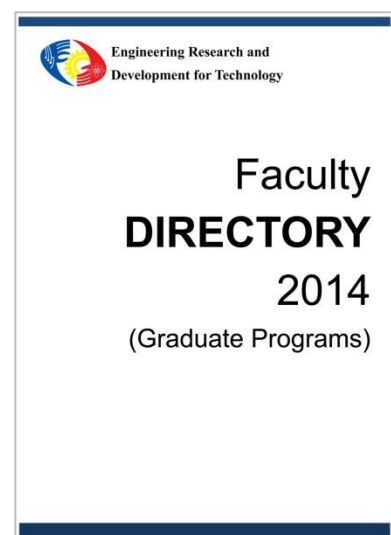 Engineering Research and
Development for Technology
Faculty
DIRECTORY
2014
(Graduate Programs)